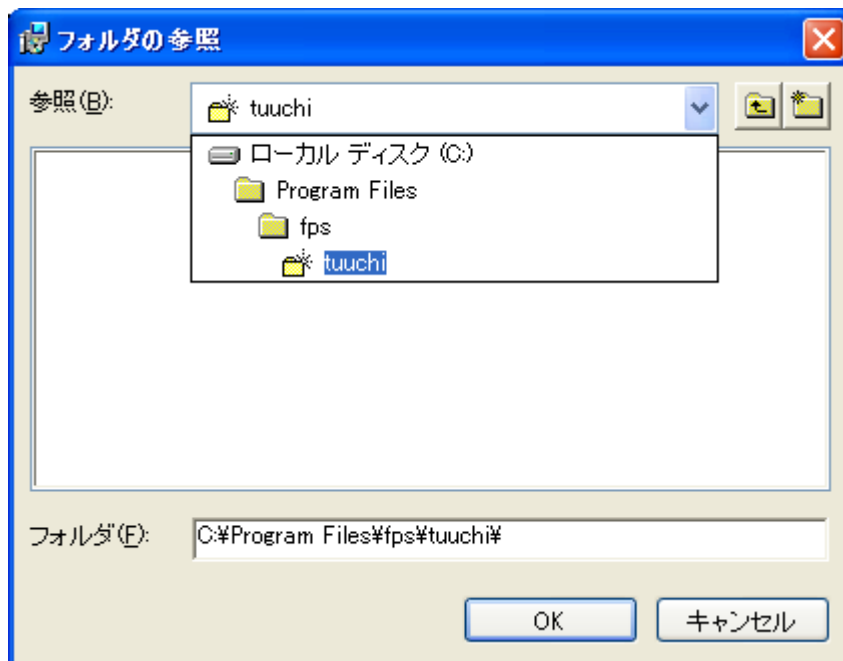 フォルダの参照
参照(B):
tuuchi
ローカル ディスク (C:)
Program Files
fps
tuuchi
フォルダ(F):
C:¥Program Files¥fps¥tuuchi¥
OK
キャンセル